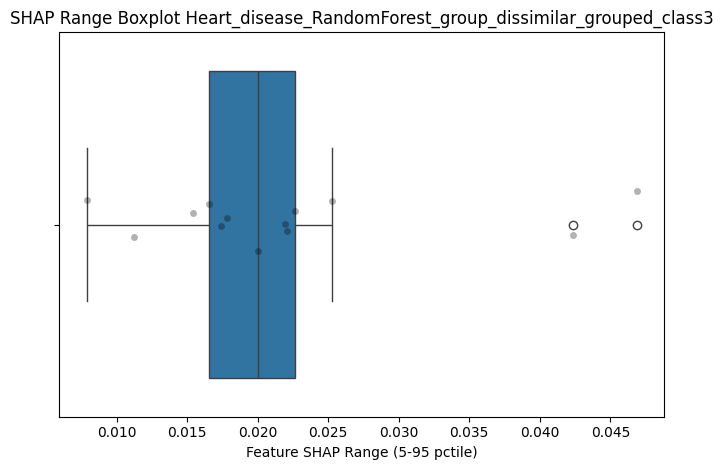 SHAP Range Boxplot Heart_disease_RandomForest_group_dissimilar_grouped_class3
0.010 0.015 0.020 0.025 0.030 0.035 0.040 0.045
Feature SHAP Range (5-95 pctile)